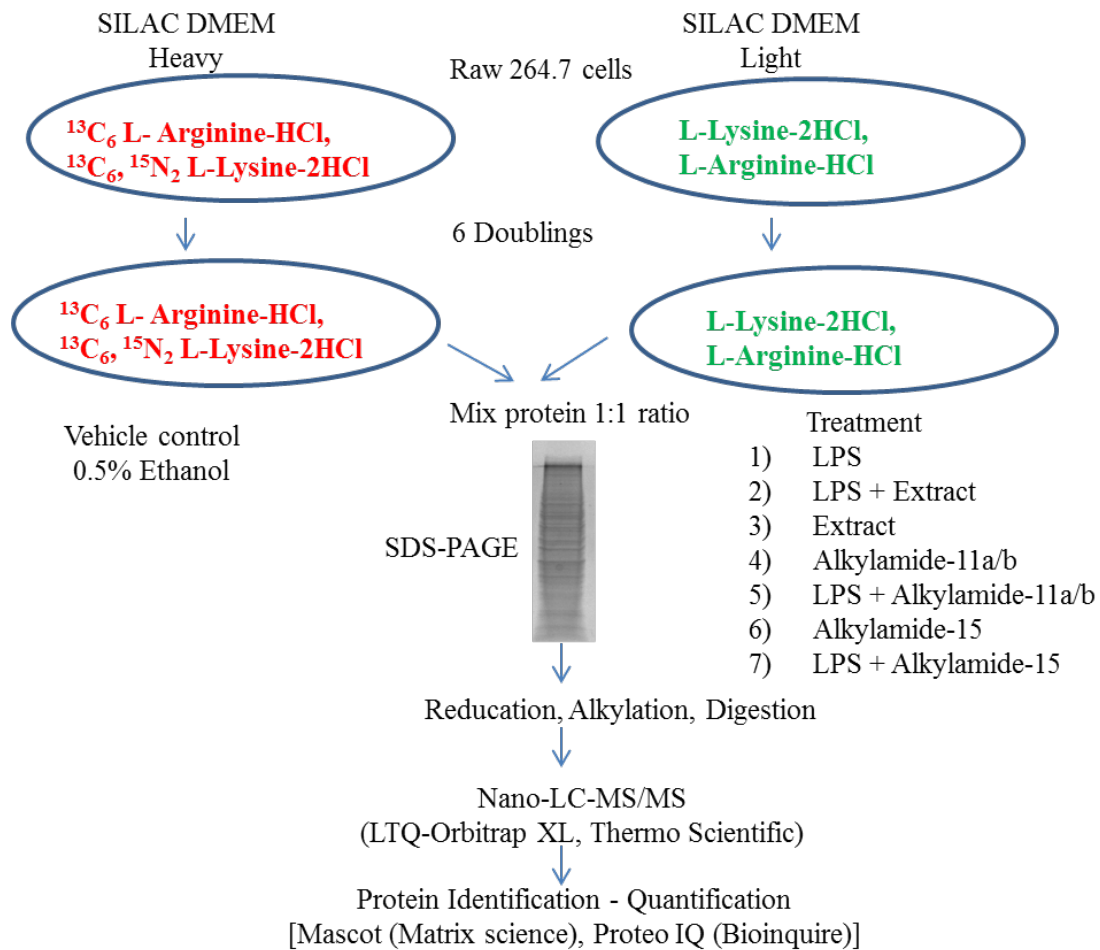 SILAC DMEM
Heavy
SILAC DMEM
Light
Raw 264.7 cells
¹³C₆ L- Arginine-HCl,
¹³C₆, ¹⁵N₂ L-Lysine-2HCl
L-Lysine-2HCl,
L-Arginine-HCl
6 Doublings
¹³C₆ L- Arginine-HCl,
¹³C₆, ¹⁵N₂ L-Lysine-2HCl
L-Lysine-2HCl,
L-Arginine-HCl
Mix protein 1:1 ratio
Vehicle control
0.5% Ethanol
Treatment
1) LPS
2) LPS + Extract
3) Extract
4) Alkylamide-11a/b
5) LPS + Alkylamide-11a/b
6) Alkylamide-15
7) LPS + Alkylamide-15
SDS-PAGE
Reducation, Alkylation, Digestion
Nano-LC-MS/MS
(LTQ-Orbitrap XL, Thermo Scientific)
Protein Identification - Quantification
[Mascot (Matrix science), Proteo IQ (Bioinquire)]